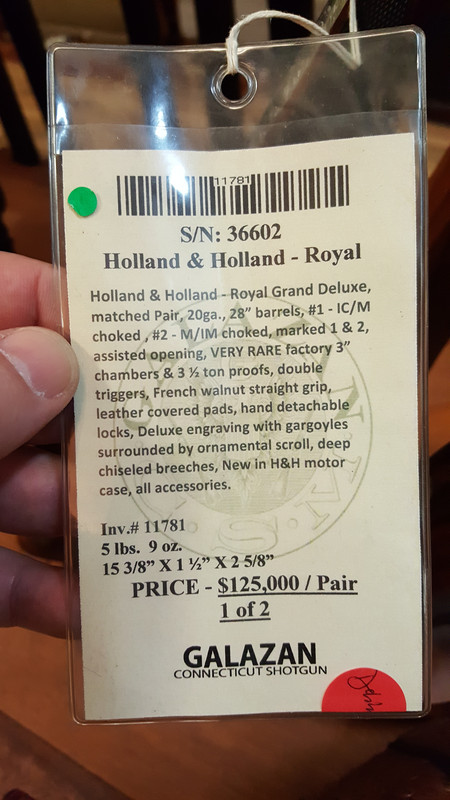 11781
S/N: 36602
Holland & Holland - Royal
Holland & Holland - Royal Grand Deluxe,
matched Pair, 20ga., 28” barrels, #1 - IC/M
choked , #2 - M/IM choked, marked 1 & 2,
assisted opening, VERY RARE factory 3”
chambers & 3 ½ ton proofs, double
triggers, French walnut straight grip,
leather covered pads, hand detachable
locks, Deluxe engraving with gargoyles
surrounded by ornamental scroll, deep
chiseled breeches, New in H&H motor
case, all accessories.
Inv.# 11781
5 lbs. 9 oz.
15 3/8” X 1 ½” X 2 5/8”
PRICE - $125,000 / Pair
1 of 2
GALAZAN
CONNECTICUT SHOTGUN